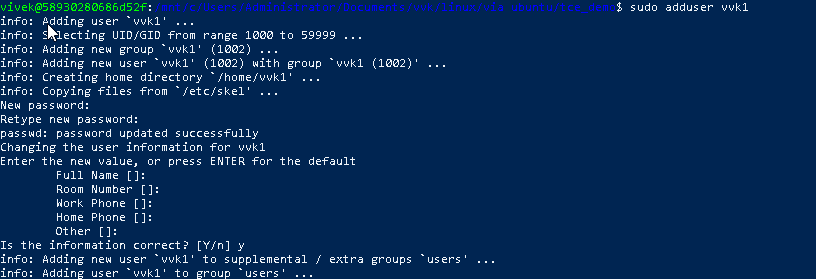 vivek@58930280686d52f:$ sudo adduser vvk1
info: Adding user `vvk1' ...
info: Selecting UID/GID from range 1000 to 59999 ...
info: Adding new group `vvk1' (1002) ...
info: Adding new user `vvk1' (1002) with group `vvk1 (1002)' ...
info: Creating home directory `/home/vvk1' ...
info: Copying files from `/etc/skel' ...
New password:
Retype new password:
passwd: password updated successfully
Changing the user information for vvk1
Enter the new value, or press ENTER for the default
Full Name []:
Room Number []:
Work Phone []:
Home Phone []:
Other []:
Is the information correct? [Y/n] y
info: Adding new user `vvk1' to supplemental / extra groups `users' ...
info: Adding user `vvk1' to group `users' ...